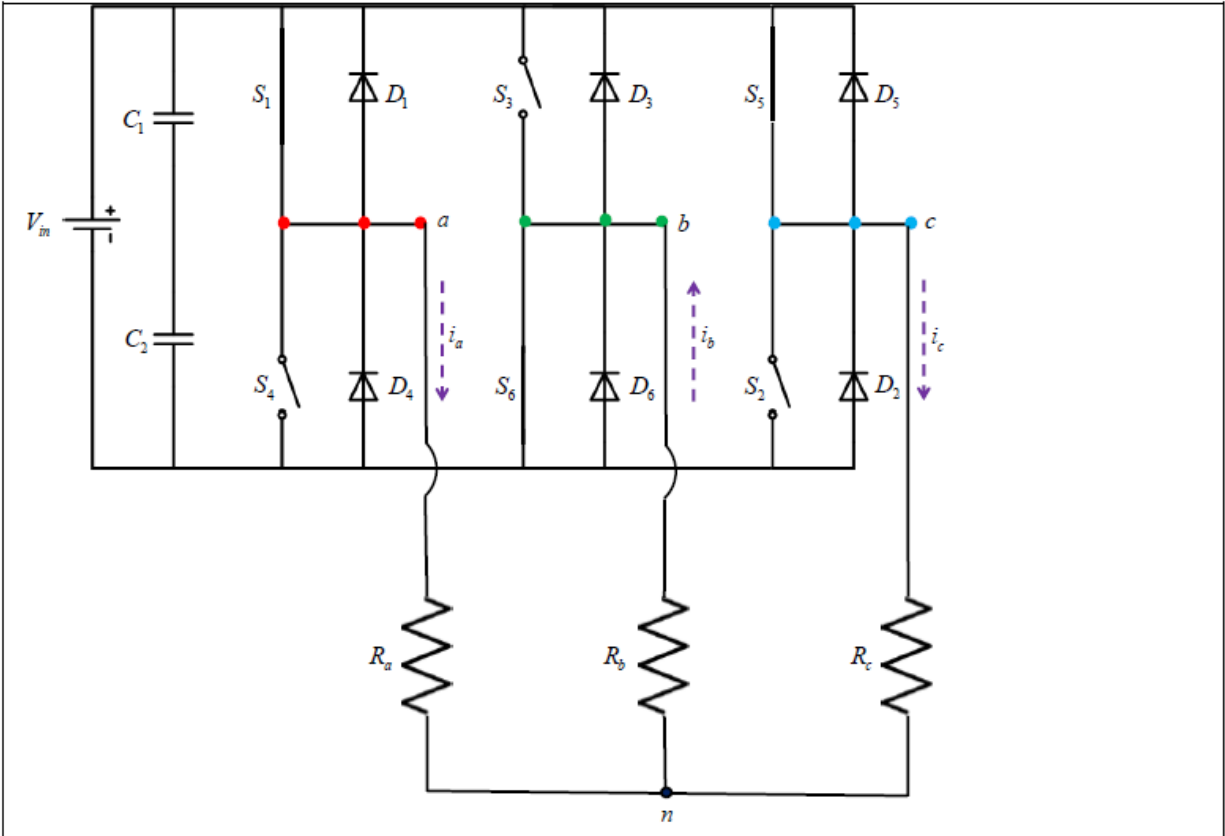 S1 D1 S3 D3 S5 D5
C1
Vin + -
a b c
C2
ia ib ic
S4 D4 S6 D6 S2 D2
Ra Rb Rc
n